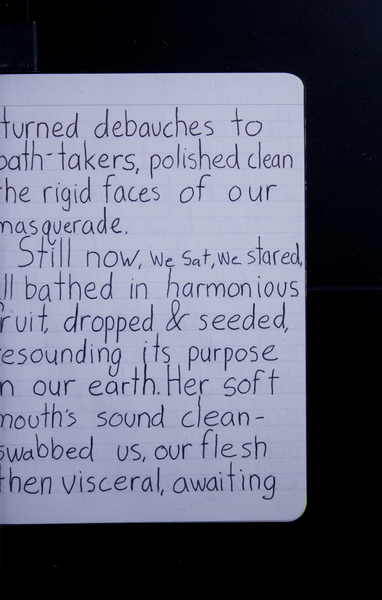 turned debauches to
oath-takers, polished clean
the rigid faces of our
masquerade.
Still now, we sat, we stared,
ll bathed in harmonious
ruit, dropped & seeded,
esounding its purpose
n our earth. Her soft
mouth's sound clean-
swabbed us, our flesh
then visceral, awaiting